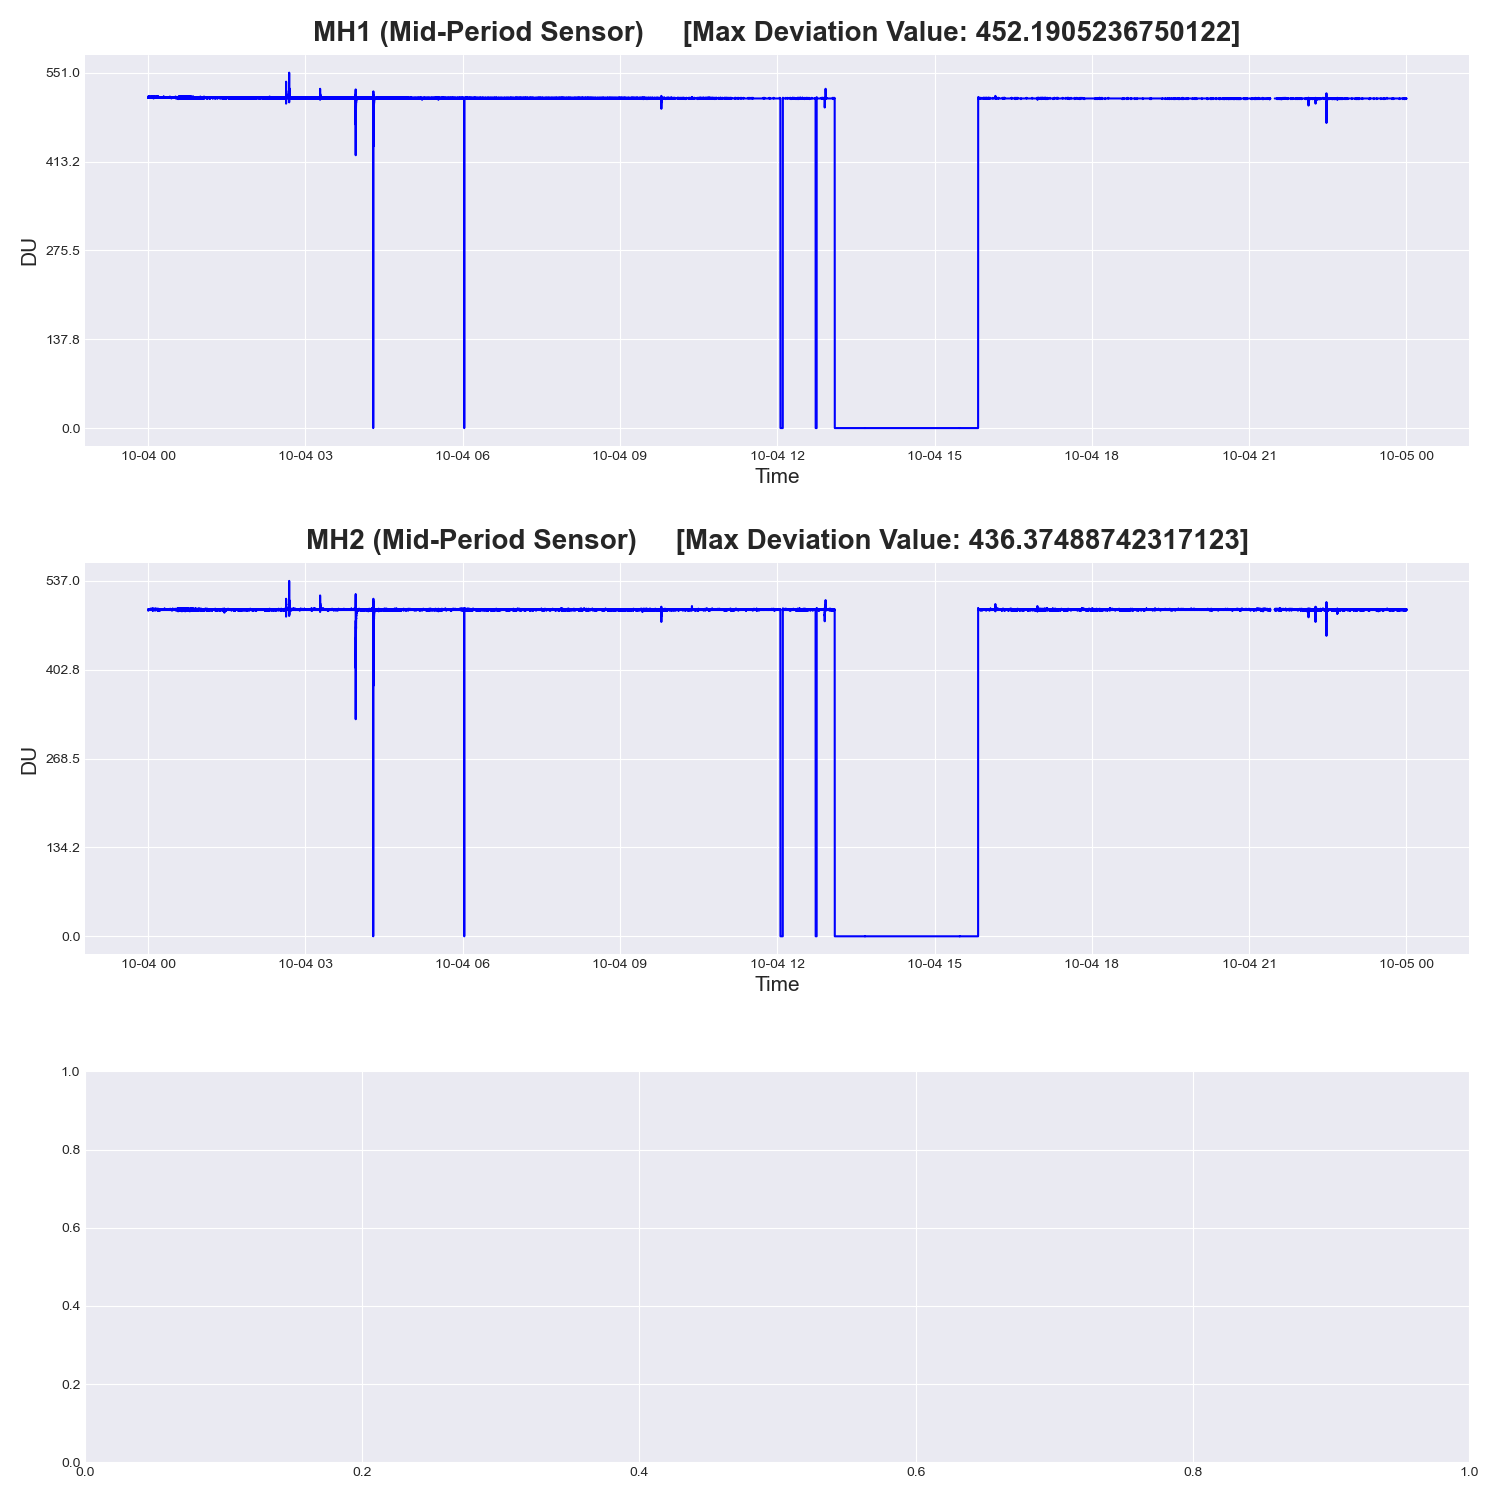 MH1 (Mid-Period Sensor) [Max Deviation Value: 452.1905236750122]
551.0
413.2
275.5
137.8
0.0
DU
10-04 00 10-04 03 10-04 06 10-04 09 10-04 12 10-04 15 10-04 18 10-04 21 10-05 00
Time
MH2 (Mid-Period Sensor) [Max Deviation Value: 436.37488742317123]
537.0
402.8
268.5
134.2
0.0
DU
10-04 00 10-04 03 10-04 06 10-04 09 10-04 12 10-04 15 10-04 18 10-04 21 10-05 00
Time
1.0
0.8
0.6
0.4
0.2
0.0
0.0 0.2 0.4 0.6 0.8 1.0